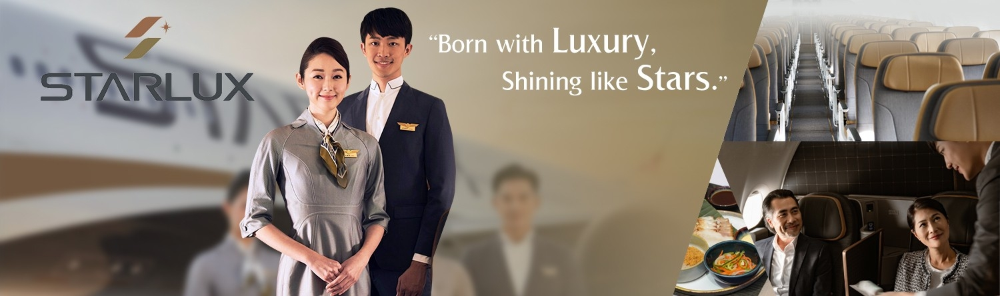 STARLUX
“Born with Luxury,
Shining like Stars.”